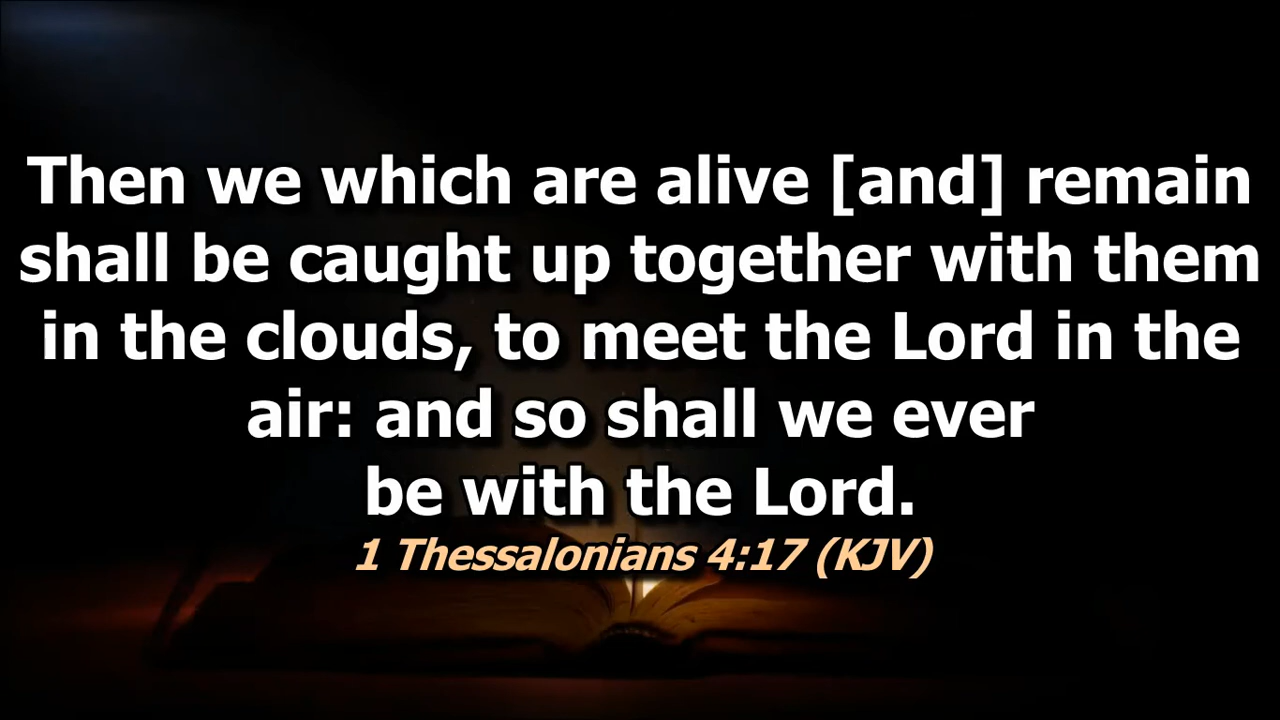 Then we which are alive [and] remain
shall be caught up together with them
in the clouds, to meet the Lord in the
air: and so shall we ever
be with the Lord.
1 Thessalonians 4:17 (KJV)